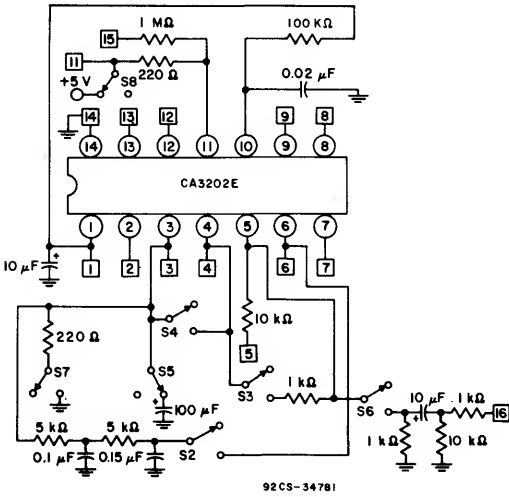 1 MΩ
15
100 KΩ
11
220 Ω
+5 V
S8
0.02 µF
14
13
12
9
8
14
13
12
11
10
9
8
CA3202E
1
2
3
4
5
6
7
10 µF
+
1
2
3
4
6
7
220 Ω
S4
10 kΩ
5
S7
S5
S3
1 kΩ
+
100 µF
S6
10 µF
+
.1 kΩ
16
5 kΩ
5 kΩ
0.1 µF
0.15 µF
S2
1 kΩ
10 kΩ
92CS-34781